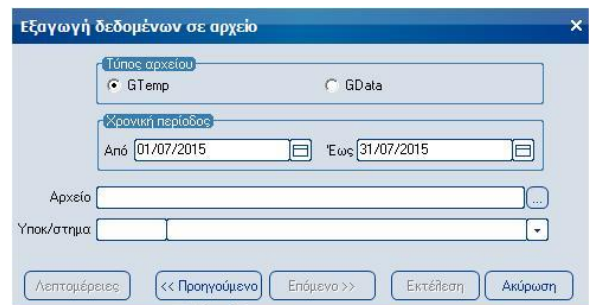 Εξαγωγή δεδομένων σε αρχείο
Τύπος αρχείου
GTemp GData
Χρονική περίοδος
Από 01/07/2015 Έως 31/07/2015
Αρχείο ...
Υποκ/στημα
Λεπτομέρειες << Προηγούμενο Επόμενο >> Εκτέλεση Ακύρωση